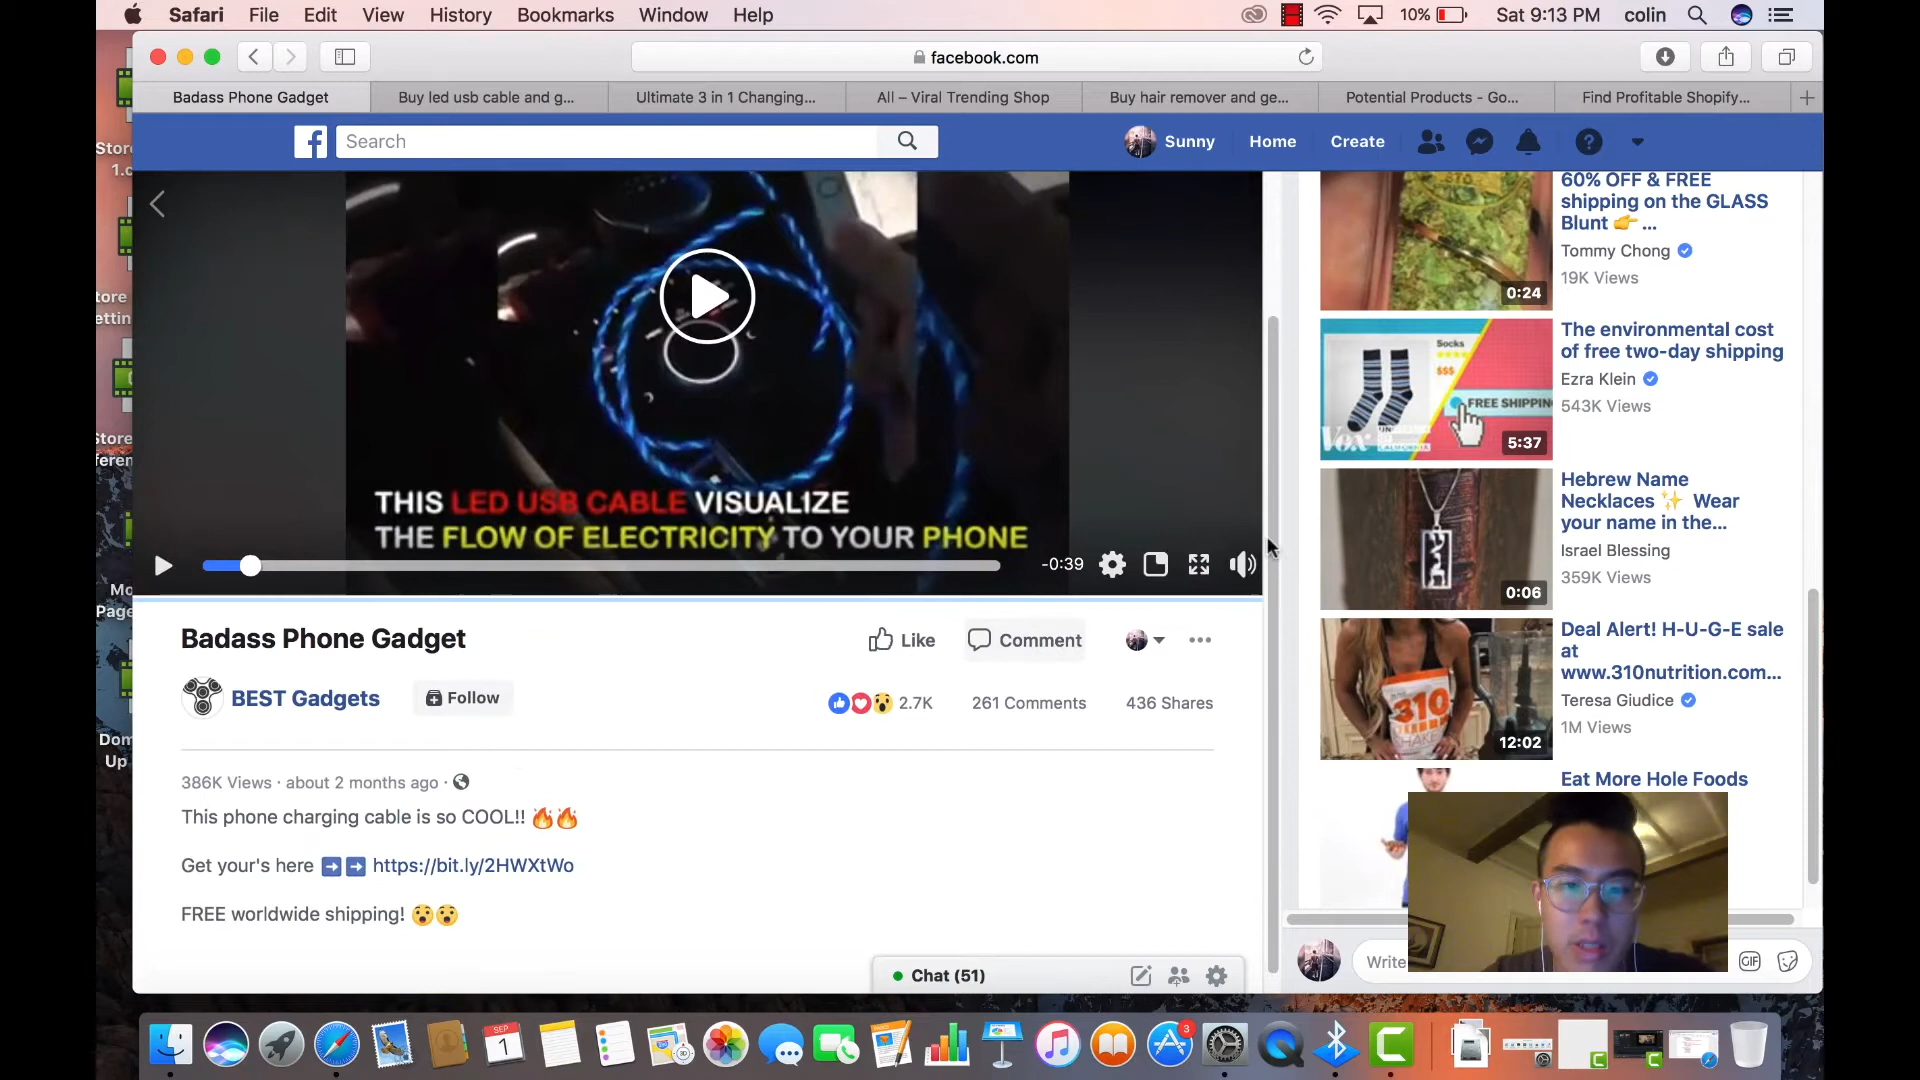 Safari File Edit View History Bookmarks Window Help 10% Sat 9:13 PM colin
facebook.com
Badass Phone Gadget
Buy led usb cable and g...
Ultimate 3 in 1 Changing...
All – Viral Trending Shop
Buy hair remover and ge...
Potential Products - Go...
Find Profitable Shopify...
Search
Sunny Home Create
THIS LED USB CABLE VISUALIZE
THE FLOW OF ELECTRICITY TO YOUR PHONE
-0:39
Badass Phone Gadget
Like Comment
BEST Gadgets
Follow
2.7K 261 Comments 436 Shares
386K Views · about 2 months ago ·
This phone charging cable is so COOL!! 🔥🔥
Get your's here ➡️➡️ https://bit.ly/2HWXtWo
FREE worldwide shipping! 😲😲
Chat (51)
60% OFF & FREE
shipping on the GLASS
Blunt 👉 ...
Tommy Chong
19K Views
0:24
The environmental cost
of free two-day shipping
Ezra Klein
543K Views
Socks
$$$
FREE SHIPPIN
Vox
5:37
Hebrew Name
Necklaces ✨ Wear
your name in the...
Israel Blessing
359K Views
0:06
Deal Alert! H-U-G-E sale
at
www.310nutrition.com...
Teresa Giudice
1M Views
310
SHAKE
12:02
Eat More Hole Foods
Write
GIF
Store
1.c
tore
ettin
Store
feren
Mo
Page
Dom
Up
SEP
1
3